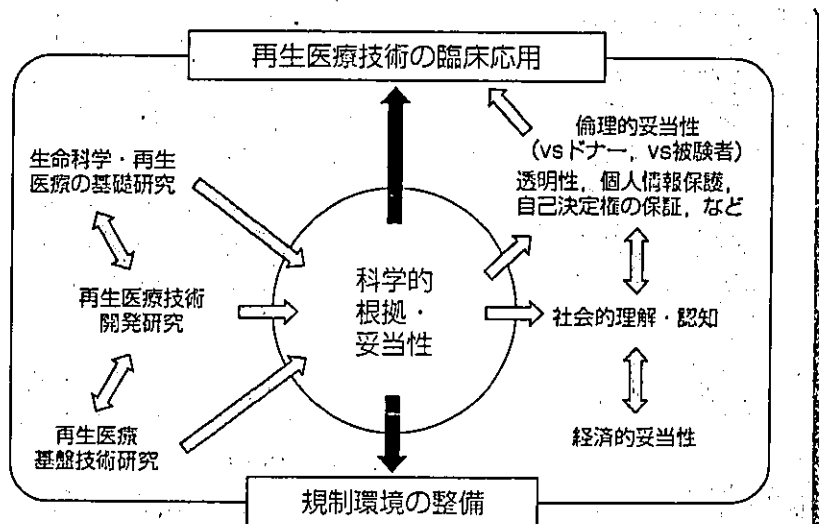 再生医療技術の臨床応用
生命科学・再生
医療の基礎研究
再生医療技術
開発研究
再生医療
基盤技術研究
科学的
根拠・
妥当性
倫理的妥当性
（vsドナー，vs被験者）
透明性，個人情報保護，
自己決定権の保証，など
社会的理解・認知
経済的妥当性
規制環境の整備